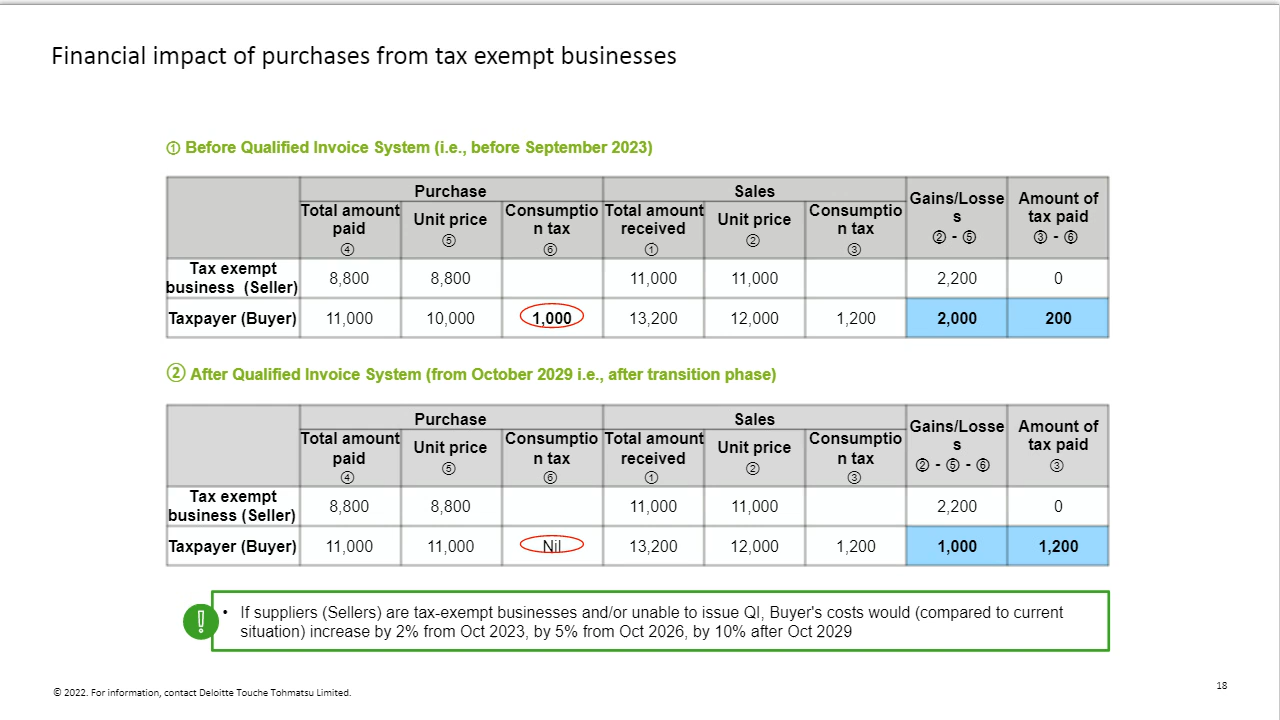 Financial impact of purchases from tax exempt businesses
① Before Qualified Invoice System (i.e., before September 2023)
Purchase Sales
Total amount paid ④ Unit price ⑤ Consumptio n tax ⑥ Total amount received ① Unit price ② Consumptio n tax ③ Gains/Losse s ② - ⑤ Amount of tax paid ③ - ⑥
Tax exempt business (Seller) 8,800 8,800 11,000 11,000 2,200 0
Taxpayer (Buyer) 11,000 10,000 1,000 13,200 12,000 1,200 2,000 200
② After Qualified Invoice System (from October 2029 i.e., after transition phase)
Purchase Sales
Total amount paid ④ Unit price ⑤ Consumptio n tax ⑥ Total amount received ① Unit price ② Consumptio n tax ③ Gains/Losse s ② - ⑤ - ⑥ Amount of tax paid ③
Tax exempt business (Seller) 8,800 8,800 11,000 11,000 2,200 0
Taxpayer (Buyer) 11,000 11,000 Nil 13,200 12,000 1,200 1,000 1,200
!
• If suppliers (Sellers) are tax-exempt businesses and/or unable to issue QI, Buyer's costs would (compared to current
situation) increase by 2% from Oct 2023, by 5% from Oct 2026, by 10% after Oct 2029
© 2022. For information, contact Deloitte Touche Tohmatsu Limited.
18